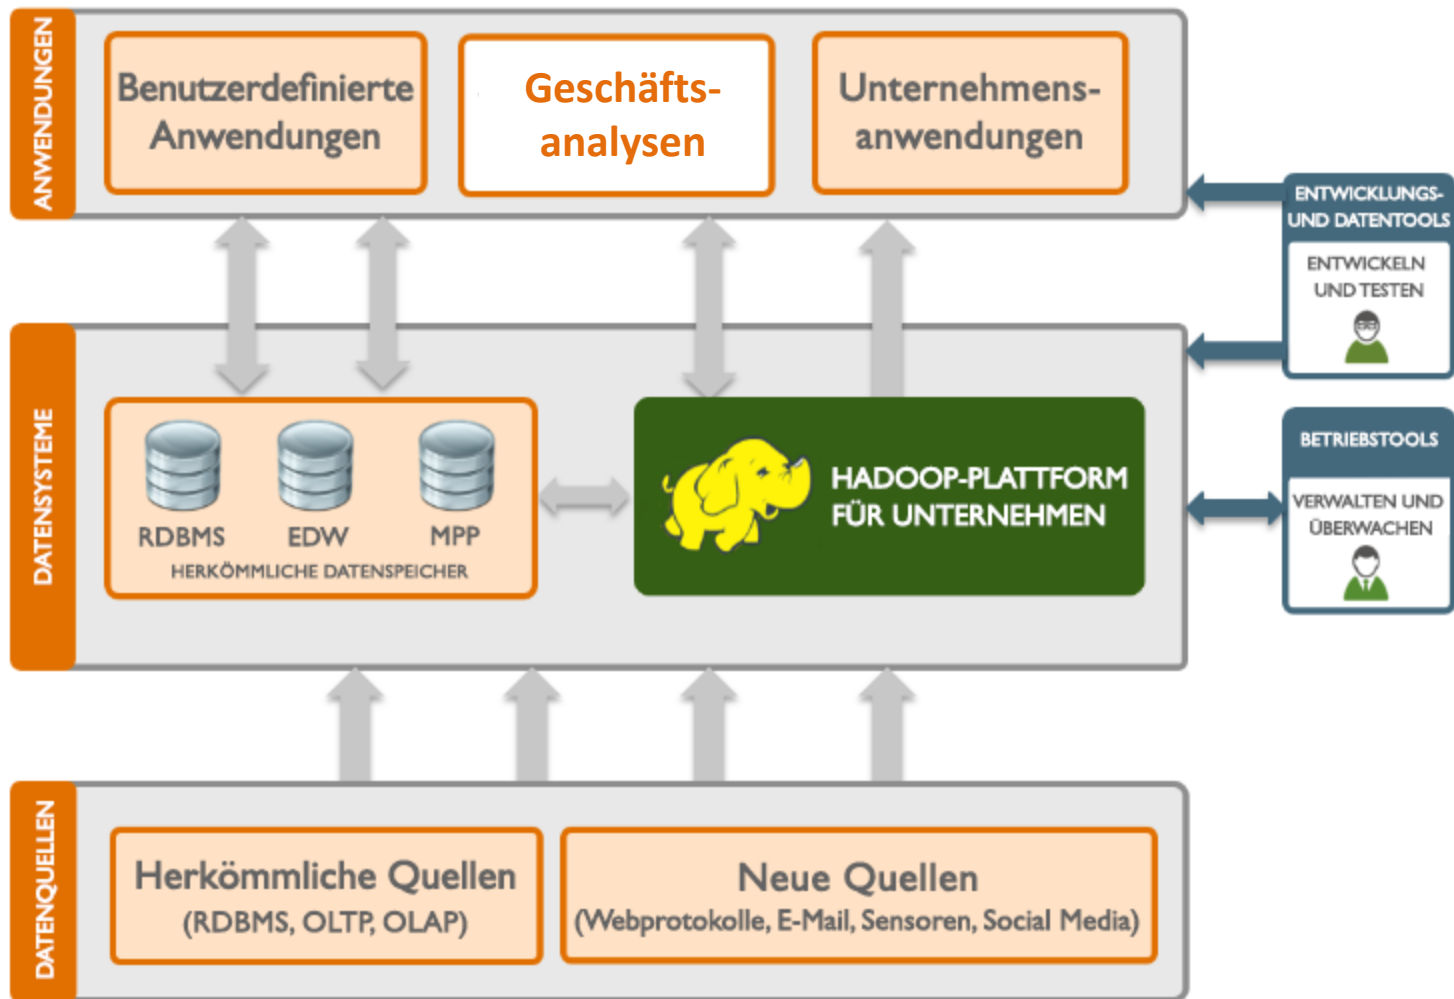 ANWENDUNGEN
Benutzerdefinierte
Anwendungen
Geschäfts-
analysen
Unternehmens-
anwendungen
ENTWICKLUNGS-
UND DATENTOOLS
ENTWICKELN
UND TESTEN
DATENSYSTEME
RDBMS
EDW
MPP
HERKÖMMLICHE DATENSPEICHER
HADOOP-PLATTFORM
FÜR UNTERNEHMEN
BETRIEBSTOOLS
VERWALTEN UND
ÜBERWACHEN
DATENQUELLEN
Herkömmliche Quellen
(RDBMS, OLTP, OLAP)
Neue Quellen
(Webprotokolle, E-Mail, Sensoren, Social Media)